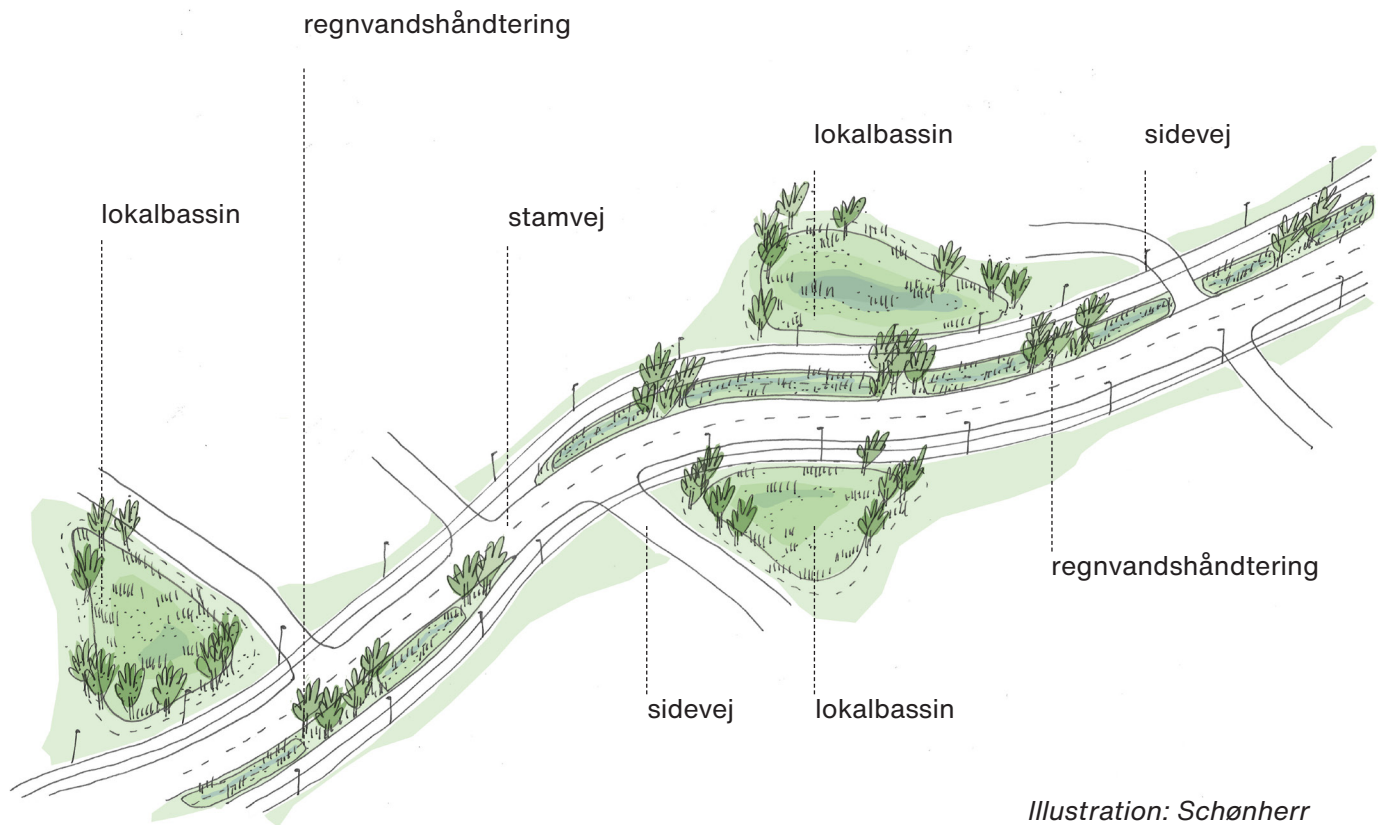 regnvandshåndtering
lokalbassin
sidevej
lokalbassin
stamvej
regnvandshåndtering
sidevej
lokalbassin
Illustration: Schønherr